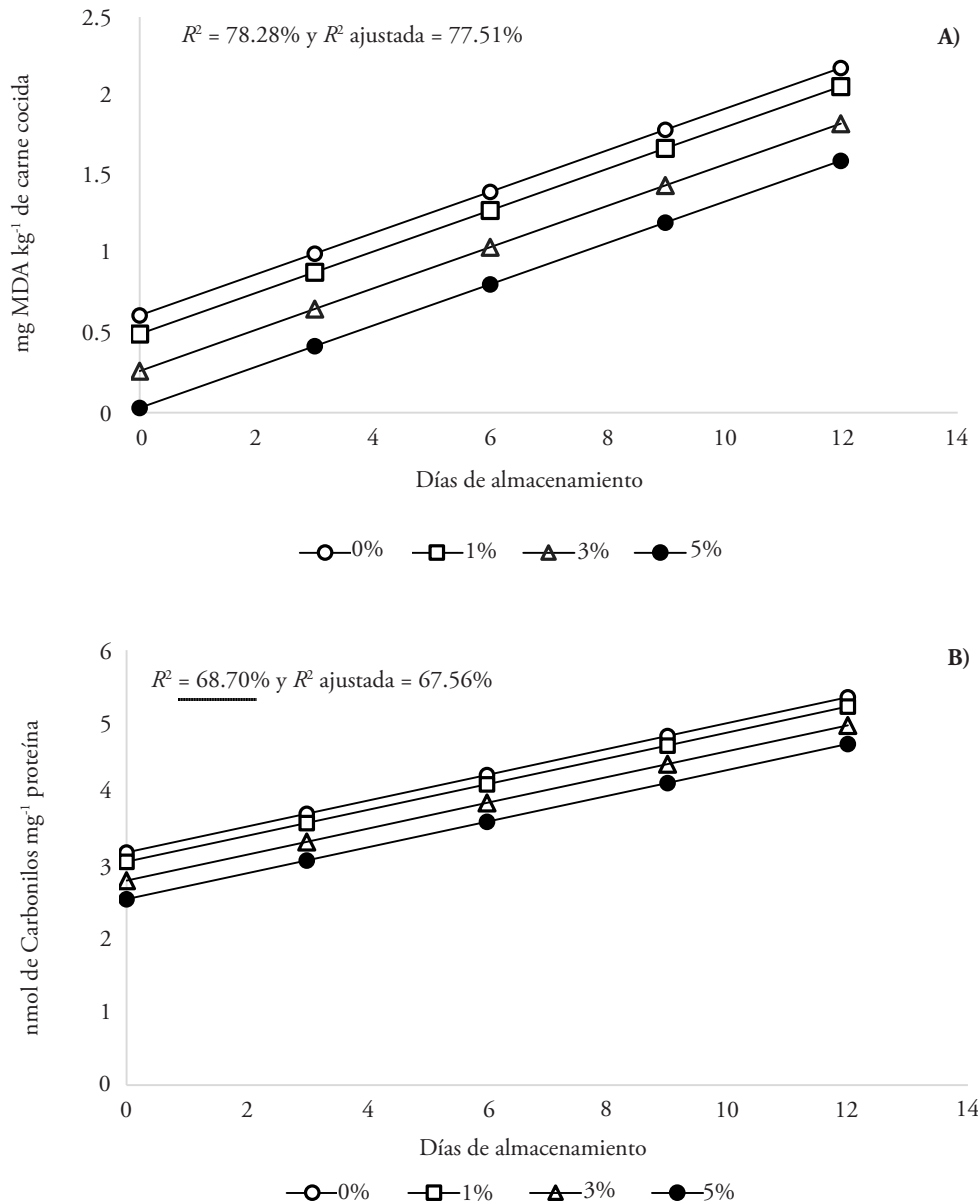 2.5
R² = 78.28% y R² ajustada = 77.51%
A)
2
1.5
1
0.5
0
mg MDA kg⁻¹ de carne cocida
0 2 4 6 8 10 12 14
Días de almacenamiento
0% 1% 3% 5%
6
B)
R² = 68.70% y R² ajustada = 67.56%
5
4
3
2
1
0
nmol de Carbonilos mg⁻¹ proteína
0 2 4 6 8 10 12 14
Días de almacenamiento
0% 1% 3% 5%